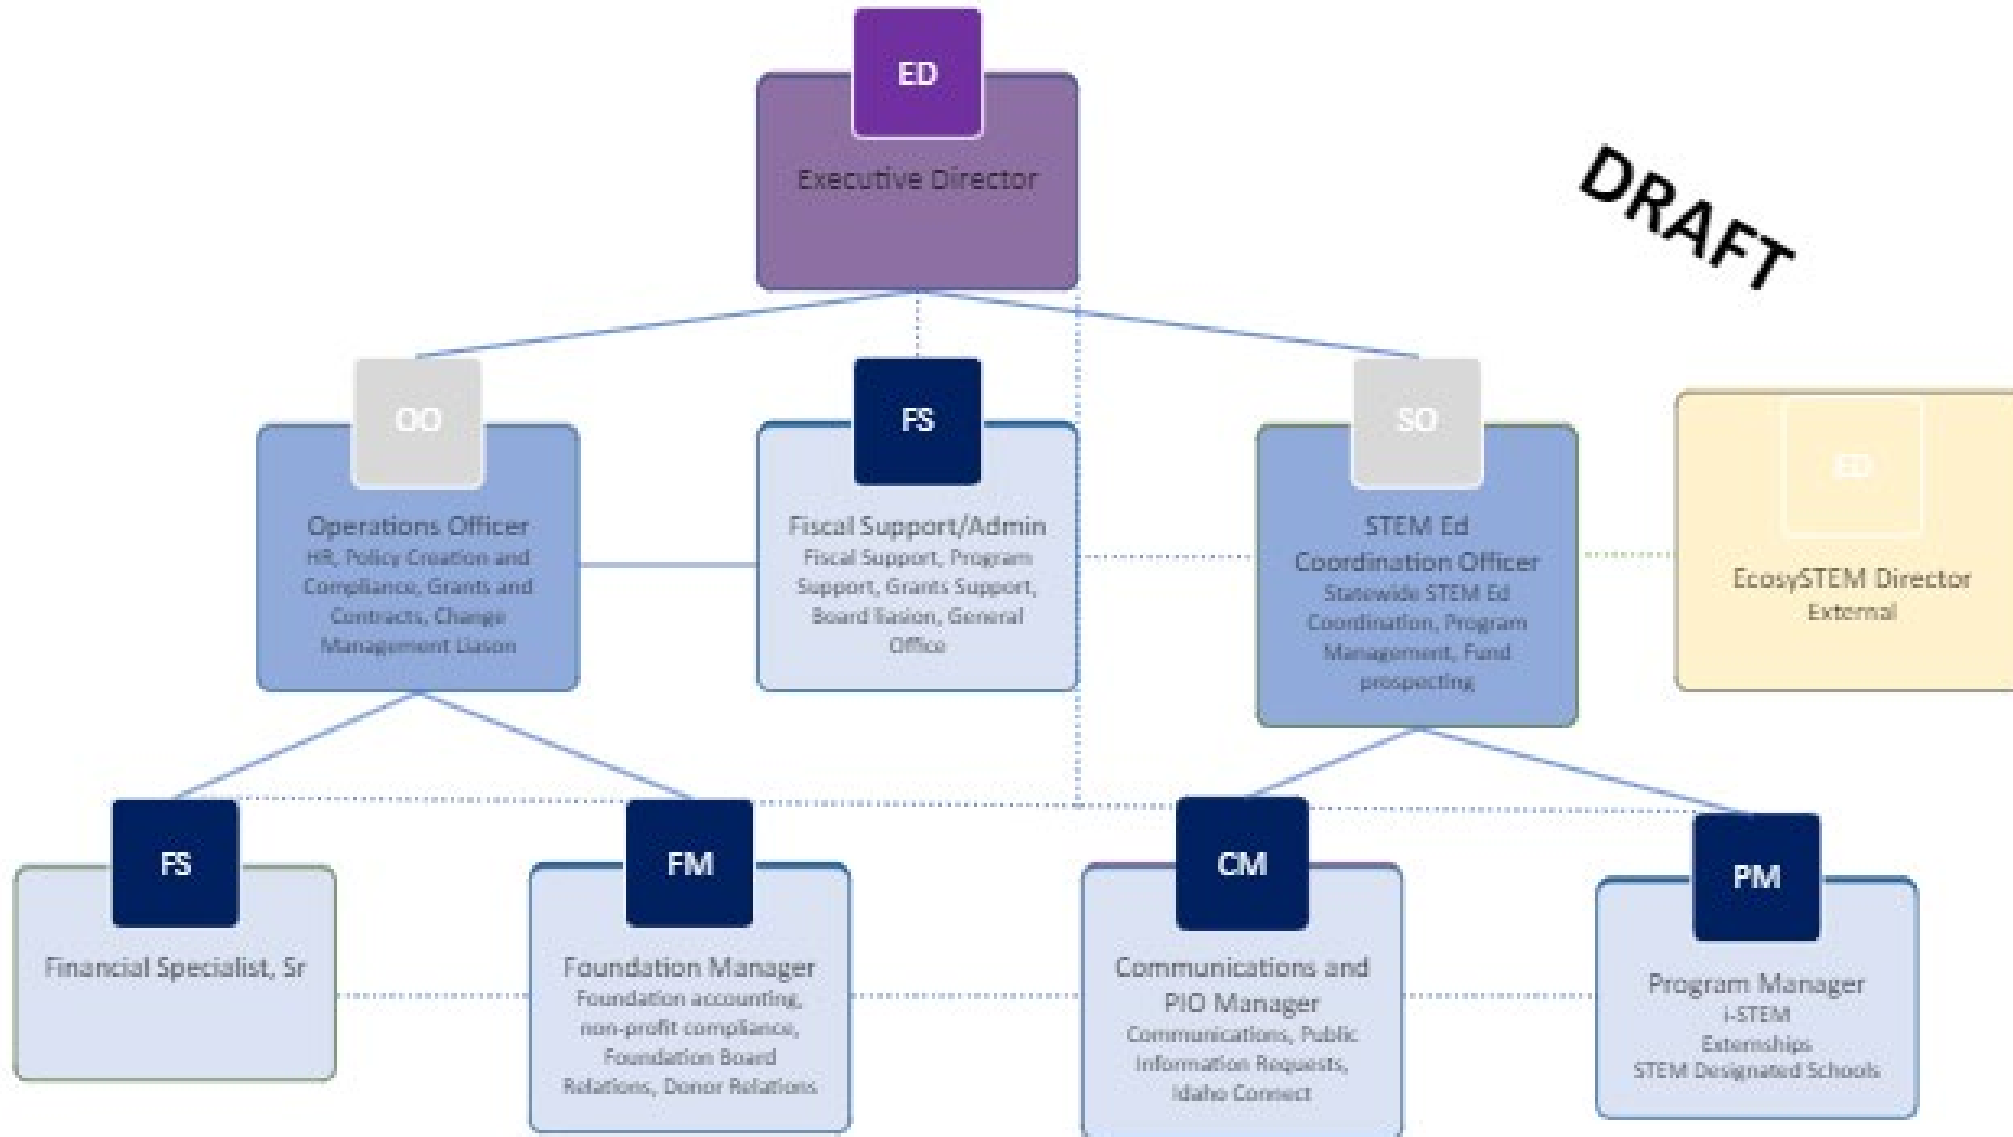 ED
Executive Director
DRAFT
OO
Operations Officer
HR, Policy Creation and
Compliance, Grants and
Contracts, Change
Management Liason
FS
Fiscal Support/Admin
Fiscal Support, Program
Support, Grants Support,
Board liasion, General
Office
SO
STEM Ed
Coordination Officer
Statewide STEM Ed
Coordination, Program
Management, Fund
prospecting
ED
EcosySTEM Director
External
FS
Financial Specialist, Sr
FM
Foundation Manager
Foundation accounting,
non-profit compliance,
Foundation Board
Relations, Donor Relations
CM
Communications and
PIO Manager
Communications, Public
Information Requests,
Idaho Connect
PM
Program Manager
i-STEM
Externships
STEM Designated Schools